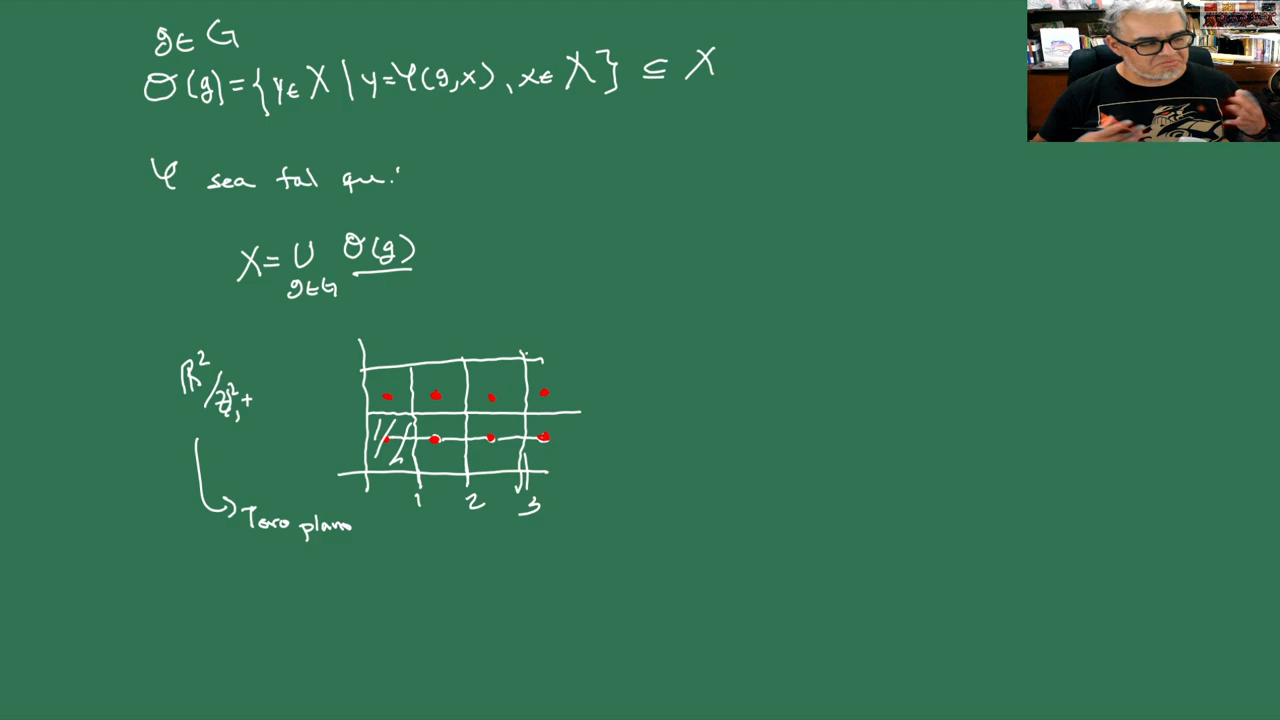 g ∈ G
O(g) = {y ∈ X | y = φ(g,x), x ∈ X} ⊆ X
φ sea tal que:
X = ∪ O(g)
g∈G
R²/Z², +
1 2 3
Toro plano